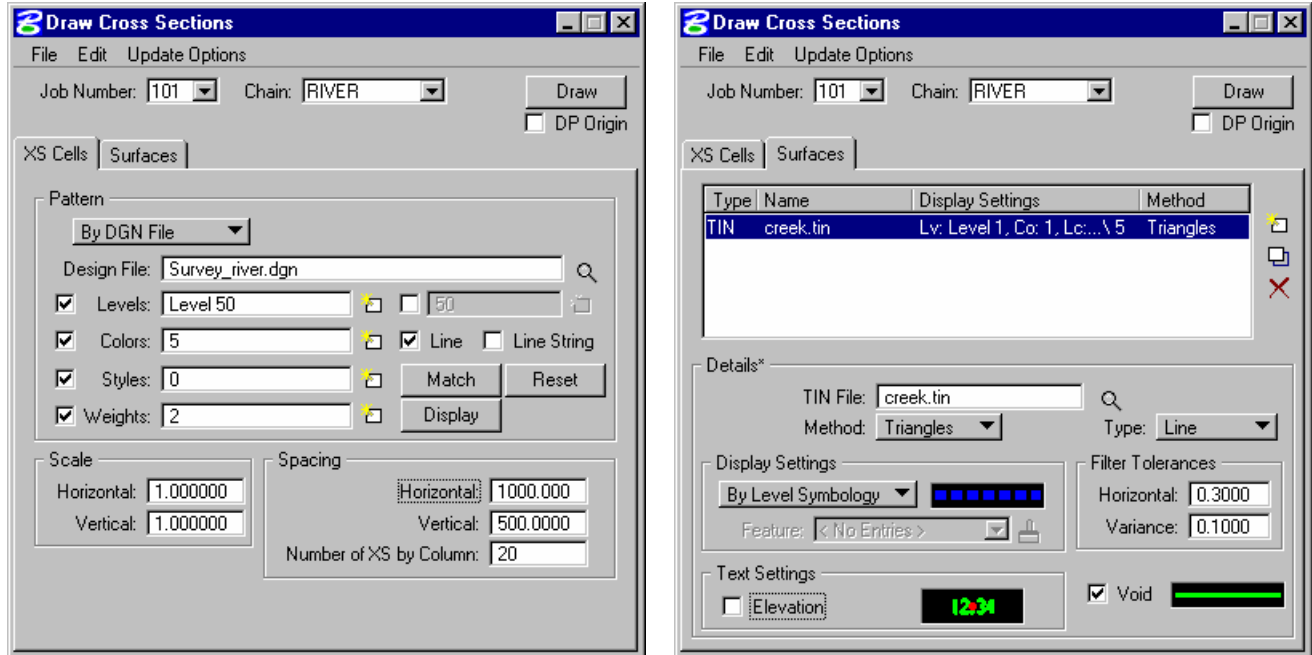 Draw Cross Sections
File Edit Update Options
Job Number: 101 Chain: RIVER Draw
DP Origin
XS Cells Surfaces
Pattern
By DGN File
Design File: Survey_river.dgn
Levels: Level 50 50
Colors: 5 Line Line String
Styles: 0 Match Reset
Weights: 2 Display
Scale
Horizontal: 1.000000
Vertical: 1.000000
Spacing
Horizontal: 1000.000
Vertical: 500.0000
Number of XS by Column: 20
Draw Cross Sections
File Edit Update Options
Job Number: 101 Chain: RIVER Draw
DP Origin
XS Cells Surfaces
Type Name Display Settings Method
TIN creek.tin Lv: Level 1, Co: 1, Lc:...\ 5 Triangles
Details*
TIN File: creek.tin
Method: Triangles Type: Line
Display Settings
By Level Symbology
Feature: < No Entries >
Filter Tolerances
Horizontal: 0.3000
Variance: 0.1000
Text Settings
Elevation 12.34
Void